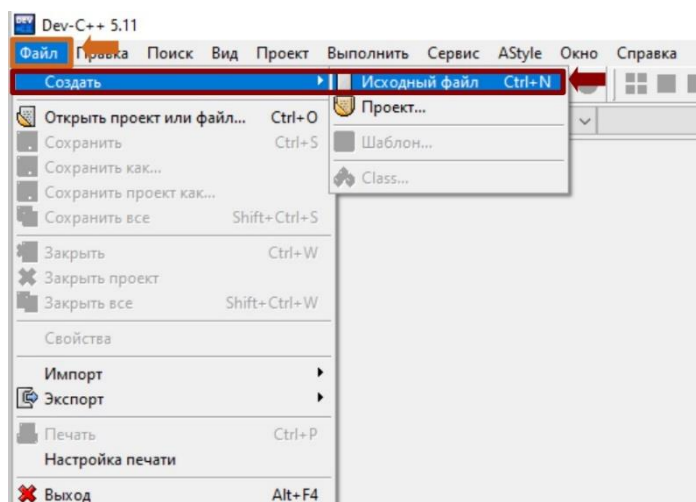 DEV Dev-C++ 5.11
Файл Правка Поиск Вид Проект Выполнить Сервис AStyle Окно Справка
Создать
Исходный файл Ctrl+N
Открыть проект или файл... Ctrl+O
Проект...
Сохранить Ctrl+S
Шаблон...
Сохранить как...
Class...
Сохранить проект как...
Сохранить все Shift+Ctrl+S
Закрыть Ctrl+W
Закрыть проект
Закрыть все Shift+Ctrl+W
Свойства
Импорт
Экспорт
Печать Ctrl+P
Настройка печати
Выход Alt+F4